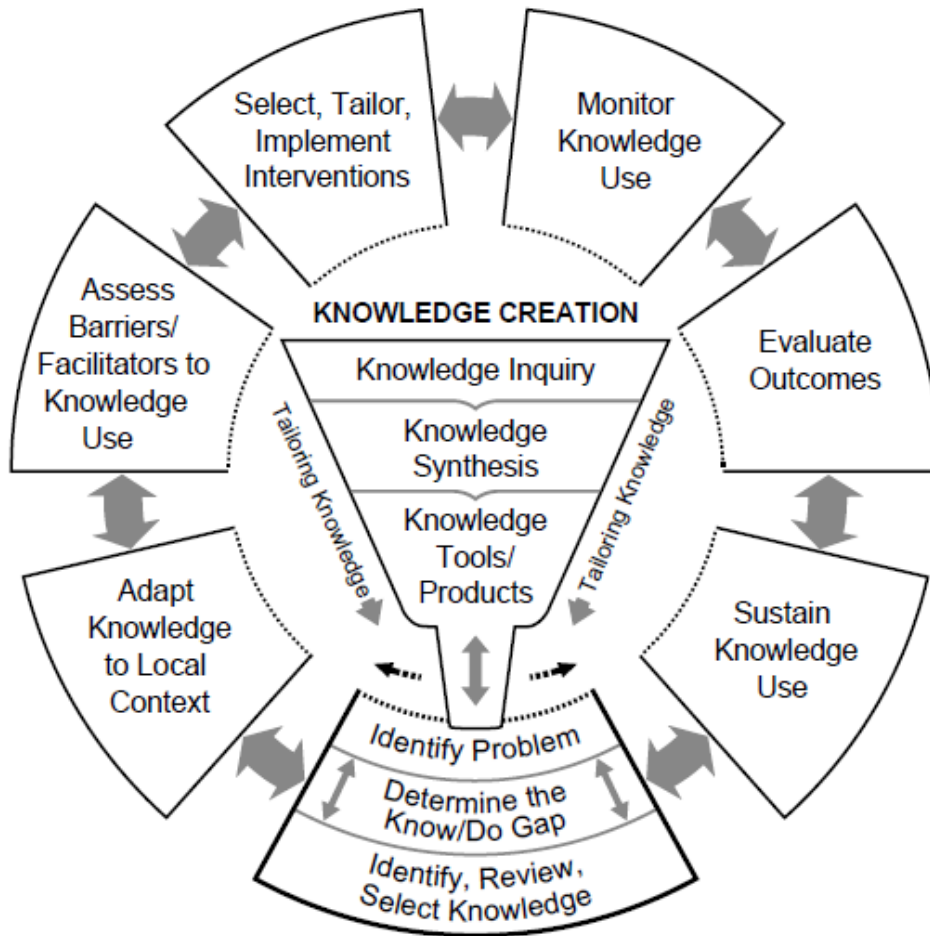 Select, Tailor,
Implement
Interventions
Monitor
Knowledge
Use
Assess
Barriers/
Facilitators to
Knowledge
Use
KNOWLEDGE CREATION
Knowledge Inquiry
Knowledge
Synthesis
Knowledge
Tools/
Products
Tailoring Knowledge
Tailoring Knowledge
Evaluate
Outcomes
Adapt
Knowledge
to Local
Context
Sustain
Knowledge
Use
Identify Problem
Determine the
Know/Do Gap
Identify, Review,
Select Knowledge